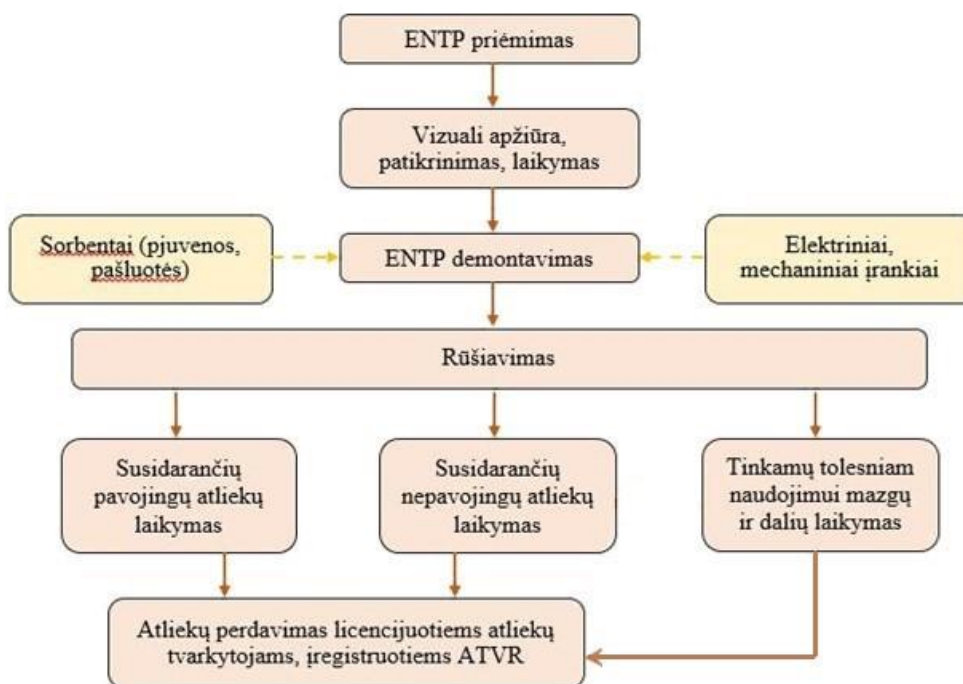 ENTP priėmimas
Vizuali apžiūra,
patikrinimas, laikymas
Sorbentai (pjuvenos,
pašluotės)
ENTP demontavimas
Elektriniai,
mechaniniai įrankiai
Rūšiavimas
Susidarančių
pavojingų atliekų
laikymas
Susidarančių
nepavojingų atliekų
laikymas
Tinkamų tolesniam
naudojimui mazgų
ir dalių laikymas
Atliekų perdavimas licencijuotiems atliekų
tvarkytojams, įregistruotiems ATVR